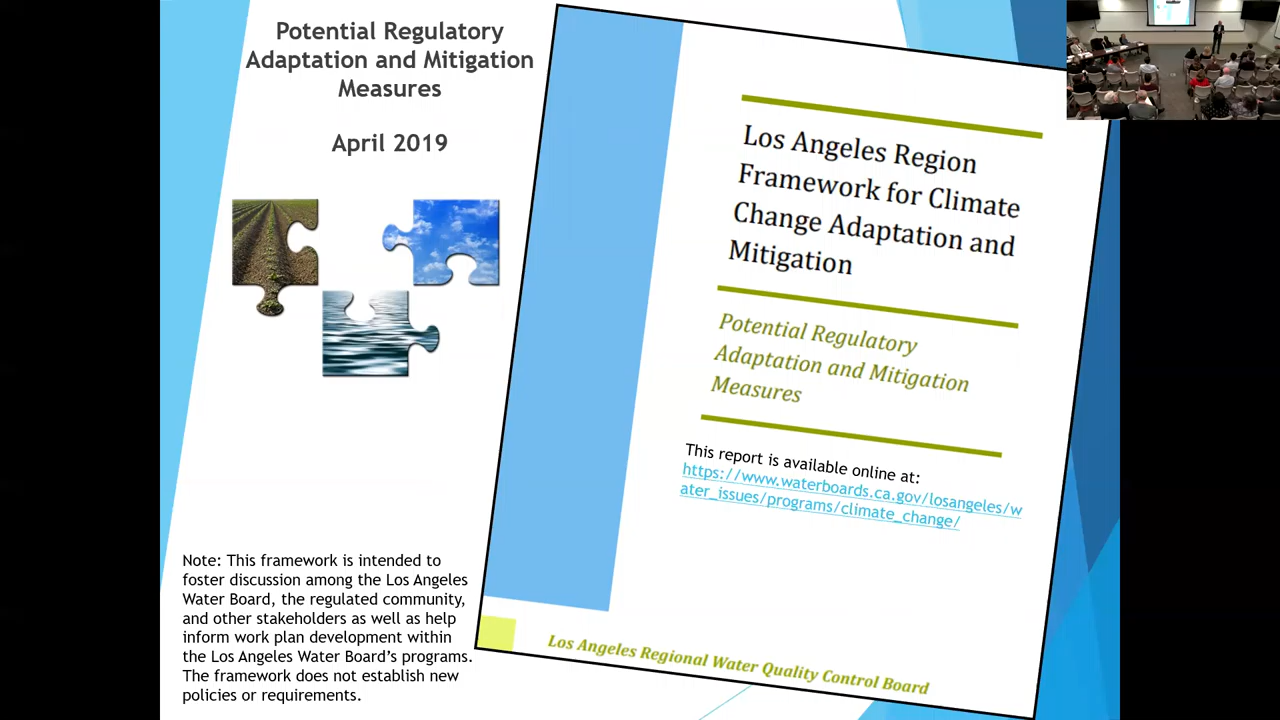 Potential Regulatory
Adaptation and Mitigation
Measures
April 2019
Note: This framework is intended to
foster discussion among the Los Angeles
Water Board, the regulated community,
and other stakeholders as well as help
inform work plan development within
the Los Angeles Water Board's programs.
The framework does not establish new
policies or requirements.
Los Angeles Region
Framework for Climate
Change Adaptation and
Mitigation
Potential Regulatory
Adaptation and Mitigation
Measures
This report is available online at:
https://www.waterboards.ca.gov/losangeles/w
ater_issues/programs/climate_change/
Los Angeles Regional Water Quality Control Board